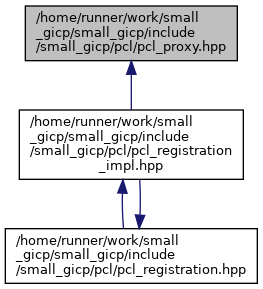 /home/runner/work/small
_gicp/small_gicp/include
/small_gicp/pcl/pcl_proxy.hpp
/home/runner/work/small
_gicp/small_gicp/include
/small_gicp/pcl/pcl_registration
_impl.hpp
/home/runner/work/small
_gicp/small_gicp/include
/small_gicp/pcl/pcl_registration.hpp